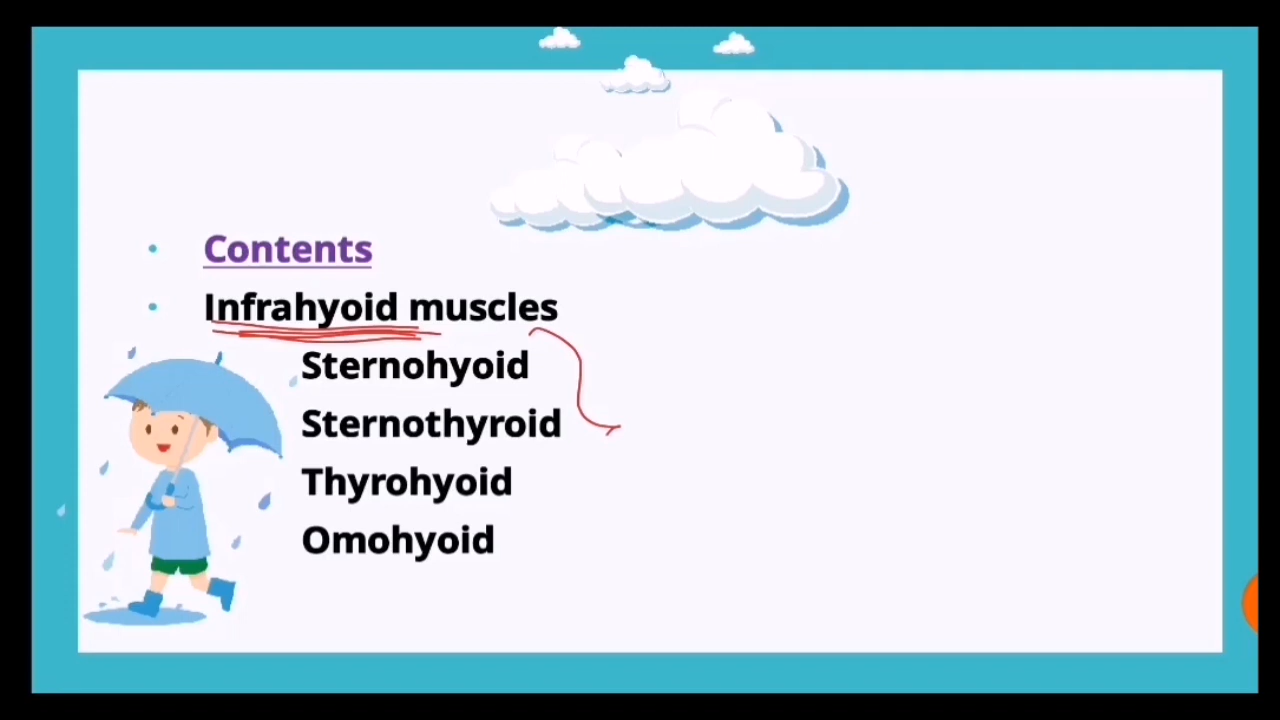 Contents
Infrahyoid muscles
Sternohyoid
Sternothyroid
Thyrohyoid
Omohyoid